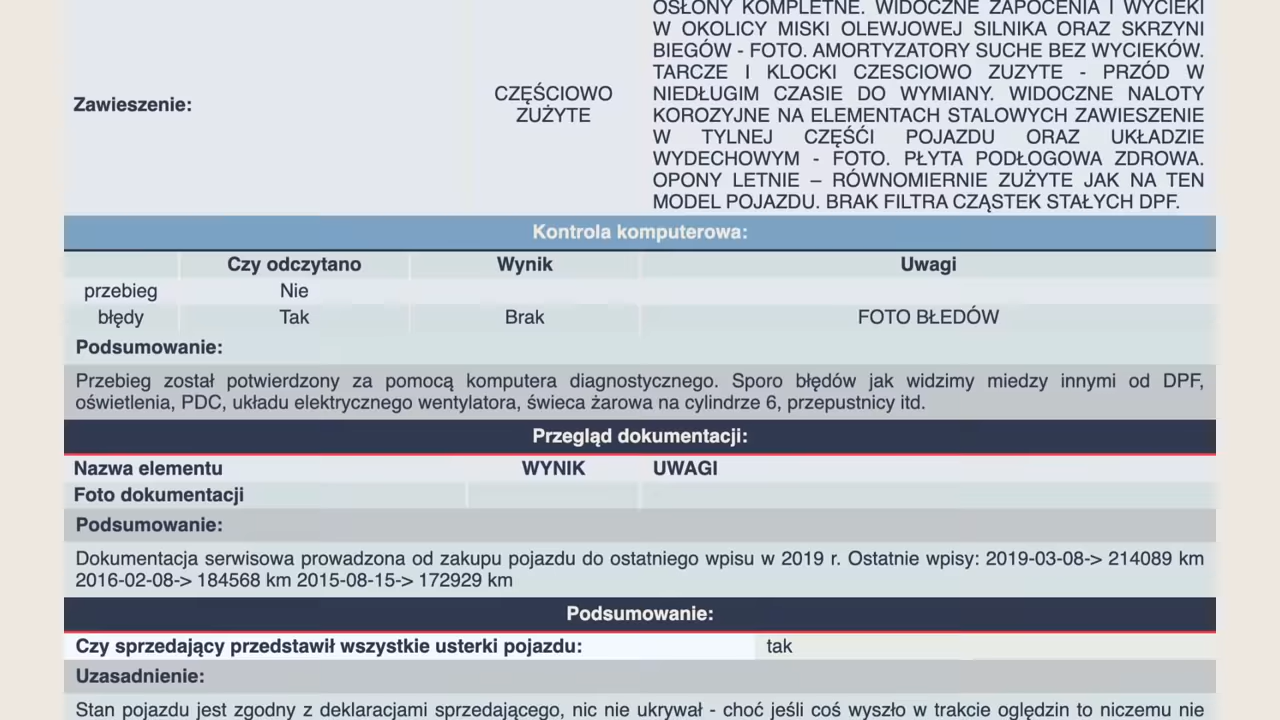 OSŁONY KOMPLETNE. WIDOCZNE ZAPOCENIA I WYCIEKI
W OKOLICY MISKI OLEWJOWEJ SILNIKA ORAZ SKRZYNI
BIEGÓW - FOTO. AMORTYZATORY SUCHE BEZ WYCIEKÓW.
TARCZE I KLOCKI CZESCIOWO ZUZYTE - PRZÓD W
Zawieszenie: CZĘŚCIOWO ZUŻYTE
NIEDŁUGIM CZASIE DO WYMIANY. WIDOCZNE NALOTY
KOROZYJNE NA ELEMENTACH STALOWYCH ZAWIESZENIE
W TYLNEJ CZĘŚĆI POJAZDU ORAZ UKŁADZIE
WYDECHOWYM - FOTO. PŁYTA PODŁOGOWA ZDROWA.
OPONY LETNIE – RÓWNOMIERNIE ZUŻYTE JAK NA TEN
MODEL POJAZDU. BRAK FILTRA CZĄSTEK STAŁYCH DPF.
Kontrola komputerowa:
Czy odczytano Wynik Uwagi
przebieg Nie
błędy Tak Brak FOTO BŁEDÓW
Podsumowanie:
Przebieg został potwierdzony za pomocą komputera diagnostycznego. Sporo błędów jak widzimy miedzy innymi od DPF,
oświetlenia, PDC, układu elektrycznego wentylatora, świeca żarowa na cylindrze 6, przepustnicy itd.
Przegląd dokumentacji:
Nazwa elementu WYNIK UWAGI
Foto dokumentacji
Podsumowanie:
Dokumentacja serwisowa prowadzona od zakupu pojazdu do ostatniego wpisu w 2019 r. Ostatnie wpisy: 2019-03-08-> 214089 km
2016-02-08-> 184568 km 2015-08-15-> 172929 km
Podsumowanie:
Czy sprzedający przedstawił wszystkie usterki pojazdu: tak
Uzasadnienie:
Stan pojazdu jest zgodny z deklaracjami sprzedającego, nic nie ukrywał - choć jeśli coś wyszło w trakcie oględzin to niczemu nie